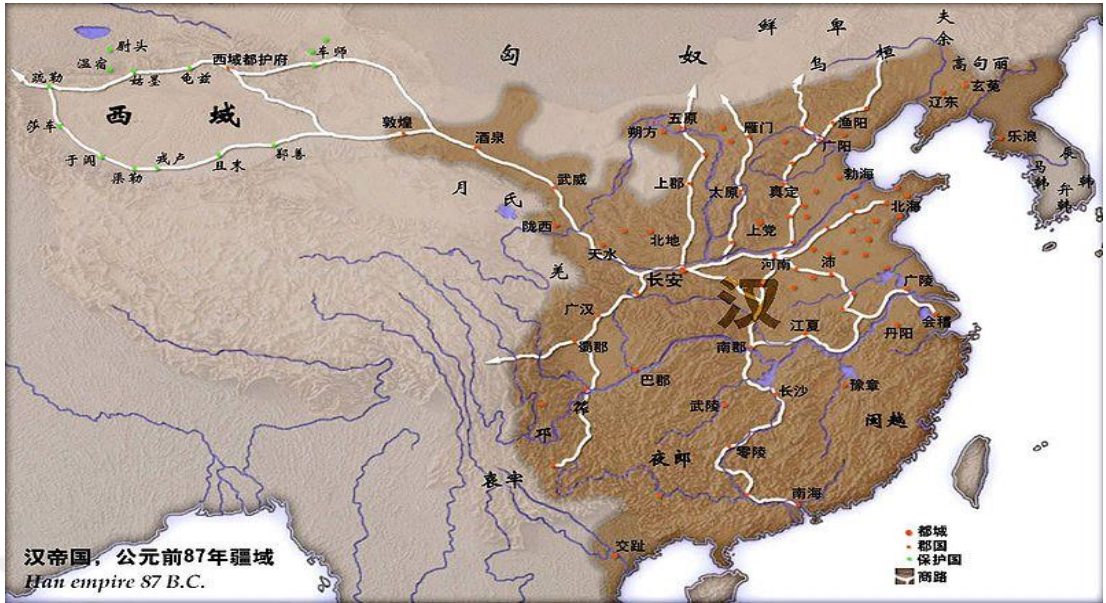 鲜 卑
夫余
匈 奴
乌 桓
高句丽
玄菟
辽东
乐浪
马韩
辰韩
弁韩
尉头
温宿
疏勒
姑墨
龟兹
西域都护府
车师
莎车
西 域
于阗
渠勒
戎卢
且末
鄯善
敦煌
酒泉
月氏
武威
朔方
五原
雁门
渔阳
广阳
上郡
太原
真定
勃海
北海
陇西
北地
上党
天水
羌
长安
河南
沛
汉
广陵
广汉
江夏
丹阳
会稽
蜀郡
南郡
巴郡
长沙
豫章
武陵
闽越
邛
筰
夜郎
零陵
哀牢
南海
交趾
汉帝国，公元前87年疆域
Han empire 87 B.C.
都城
郡国
保护国
商路